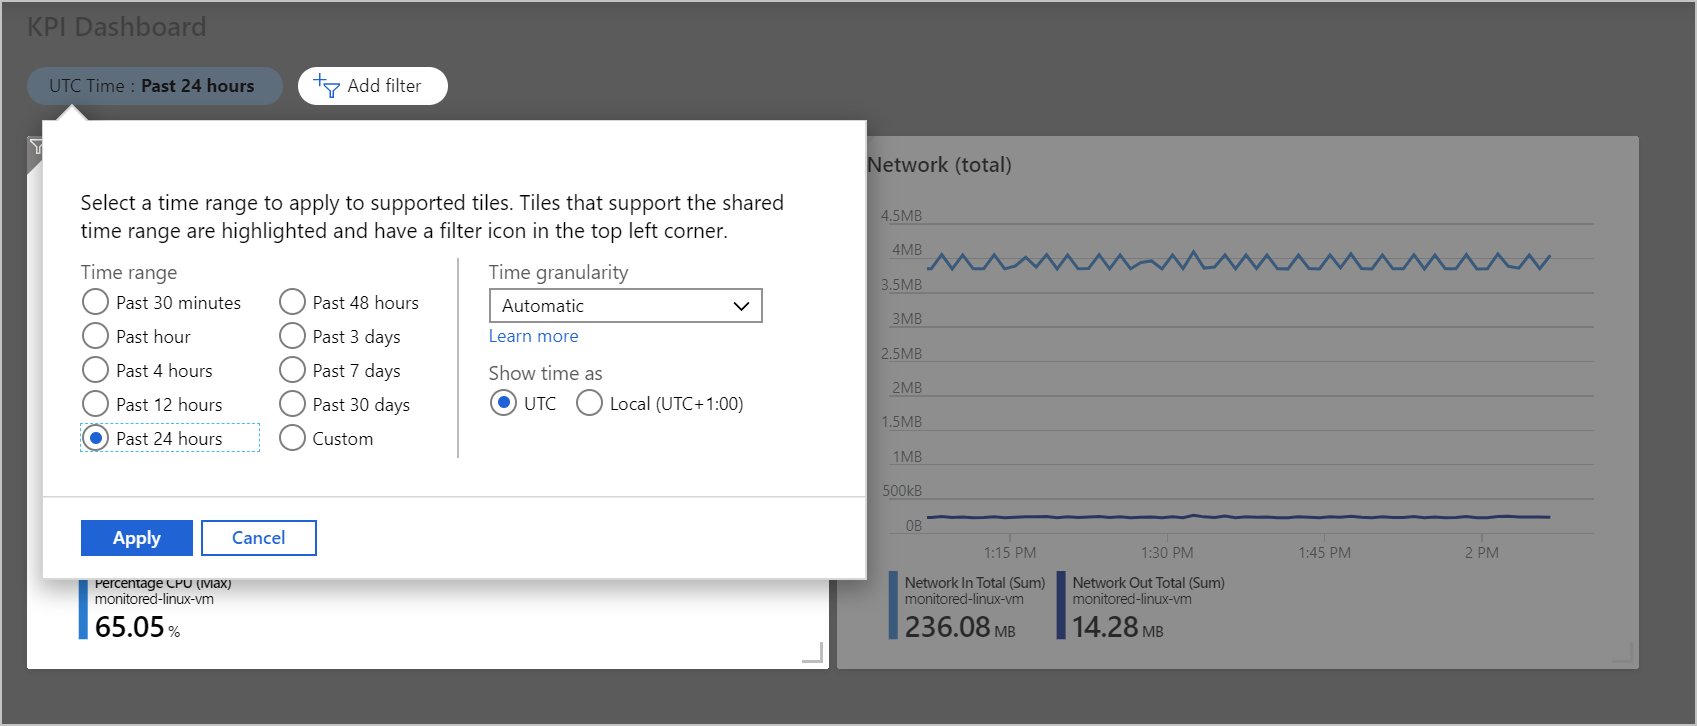 KPI Dashboard
UTC Time : Past 24 hours
Add filter
Select a time range to apply to supported tiles. Tiles that support the shared
time range are highlighted and have a filter icon in the top left corner.
Time range
Past 30 minutes
Past hour
Past 4 hours
Past 12 hours
Past 24 hours
Past 48 hours
Past 3 days
Past 7 days
Past 30 days
Custom
Time granularity
Automatic
Learn more
Show time as
UTC
Local (UTC+1:00)
Apply
Cancel
Percentage CPU (Max)
monitored-linux-vm
65.05 %
Network (total)
4.5MB
4MB
3.5MB
3MB
2.5MB
2MB
1.5MB
1MB
500kB
0B
1:15 PM
1:30 PM
1:45 PM
2 PM
Network In Total (Sum)
monitored-linux-vm
236.08 MB
Network Out Total (Sum)
monitored-linux-vm
14.28 MB